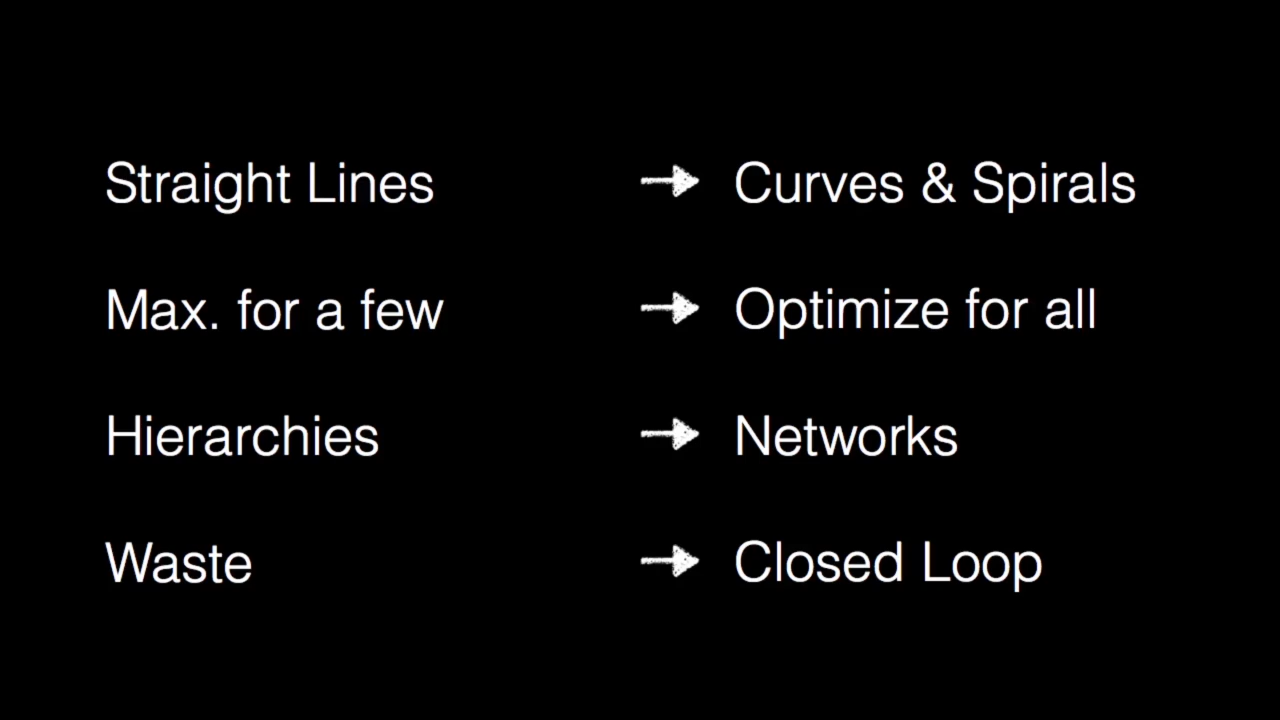 Straight Lines → Curves & Spirals
Max. for a few → Optimize for all
Hierarchies → Networks
Waste → Closed Loop